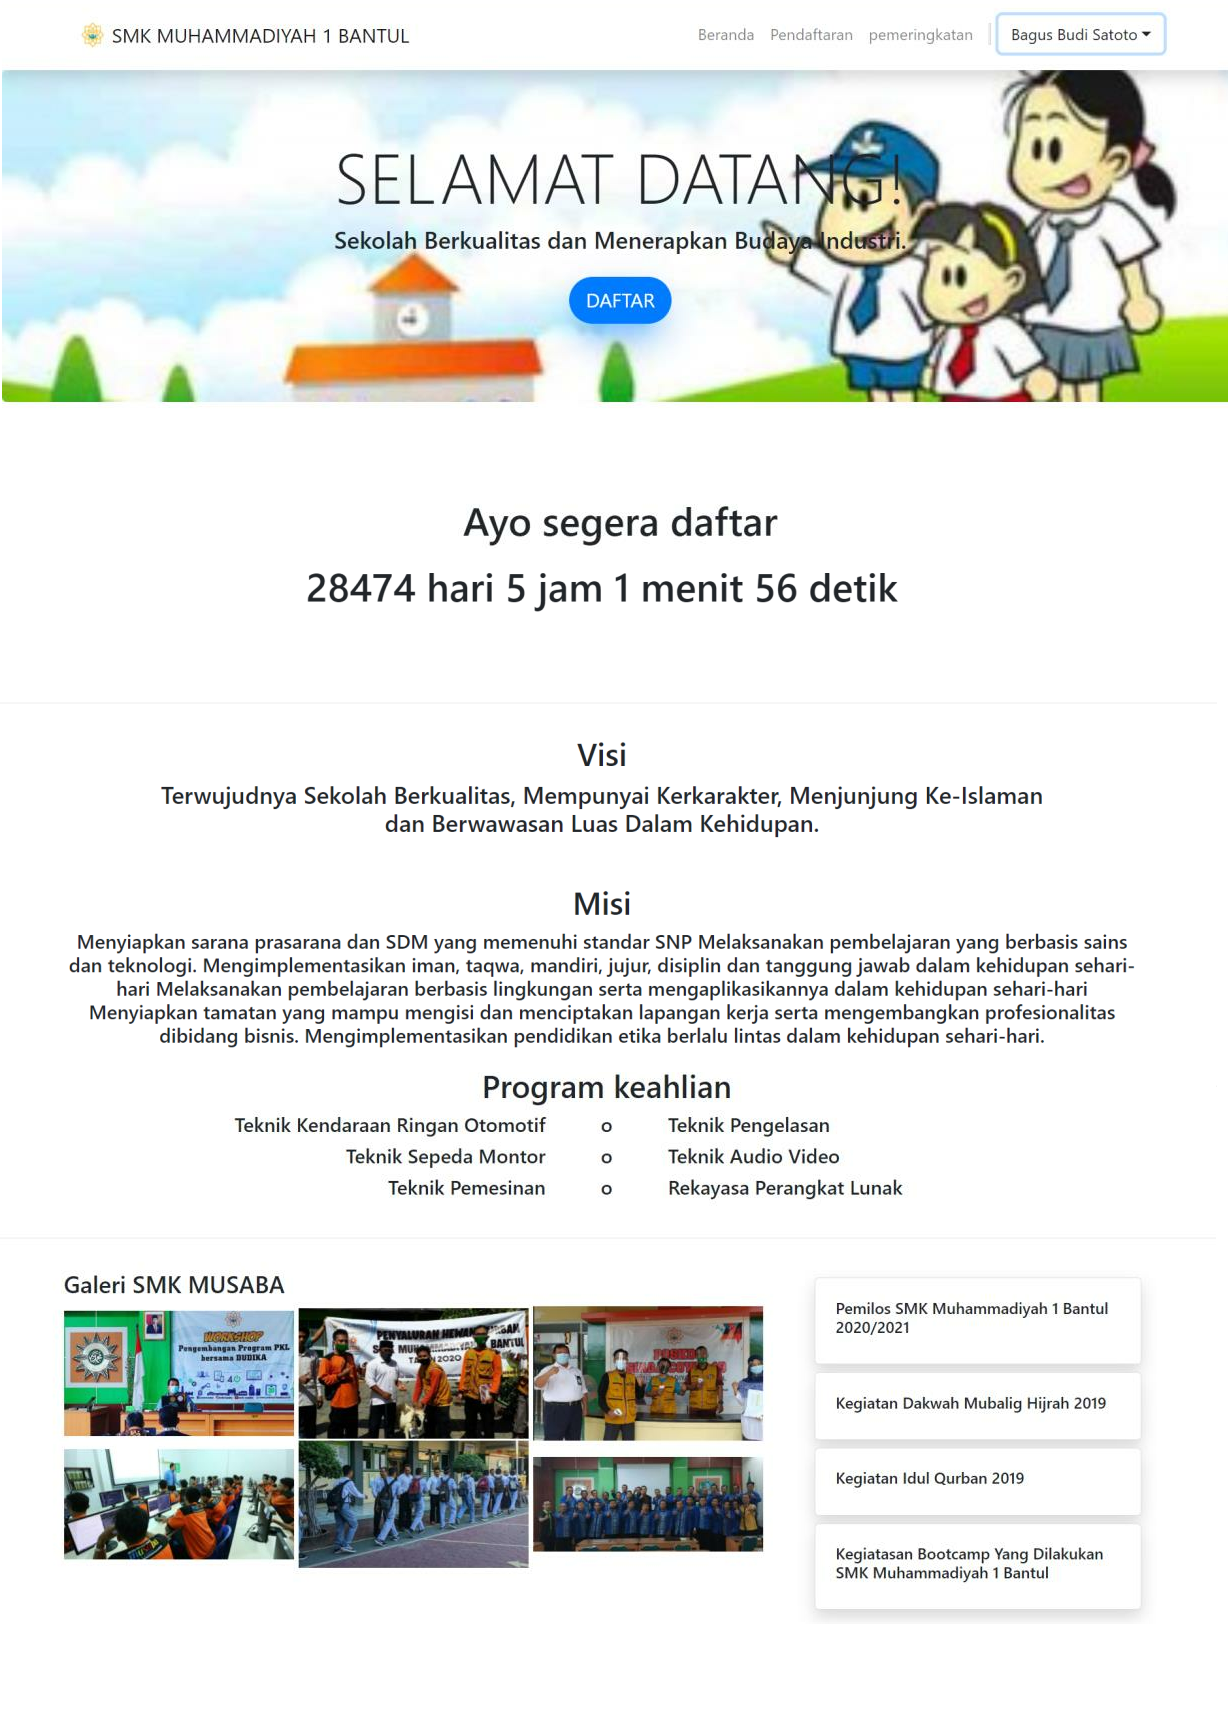 SMK MUHAMMADIYAH 1 BANTUL
Beranda Pendaftaran pemeringkatan Bagus Budi Satoto
SELAMAT DATANG!
Sekolah Berkualitas dan Menerapkan Budaya Industri.
DAFTAR
Ayo segera daftar
28474 hari 5 jam 1 menit 56 detik
Visi
Terwujudnya Sekolah Berkualitas, Mempunyai Kerkarakter, Menjunjung Ke-Islaman
dan Berwawasan Luas Dalam Kehidupan.
Misi
Menyiapkan sarana prasarana dan SDM yang memenuhi standar SNP Melaksanakan pembelajaran yang berbasis sains
dan teknologi. Mengimplementasikan iman, taqwa, mandiri, jujur, disiplin dan tanggung jawab dalam kehidupan sehari-
hari Melaksanakan pembelajaran berbasis lingkungan serta mengaplikasikannya dalam kehidupan sehari-hari
Menyiapkan tamatan yang mampu mengisi dan menciptakan lapangan kerja serta mengembangkan profesionalitas
dibidang bisnis. Mengimplementasikan pendidikan etika berlalu lintas dalam kehidupan sehari-hari.
Program keahlian
Teknik Kendaraan Ringan Otomotif o Teknik Pengelasan
Teknik Sepeda Montor o Teknik Audio Video
Teknik Pemesinan o Rekayasa Perangkat Lunak
Galeri SMK MUSABA
WORKSHOP
Pengembangan Program PKL
bersama DUDIKA
PENYALURAN HEWAN
MUHAMMADIYAH BANTUL
2020
POSKO
Pemilos SMK Muhammadiyah 1 Bantul
2020/2021
Kegiatan Dakwah Mubalig Hijrah 2019
Kegiatan Idul Qurban 2019
Kegiatasan Bootcamp Yang Dilakukan
SMK Muhammadiyah 1 Bantul